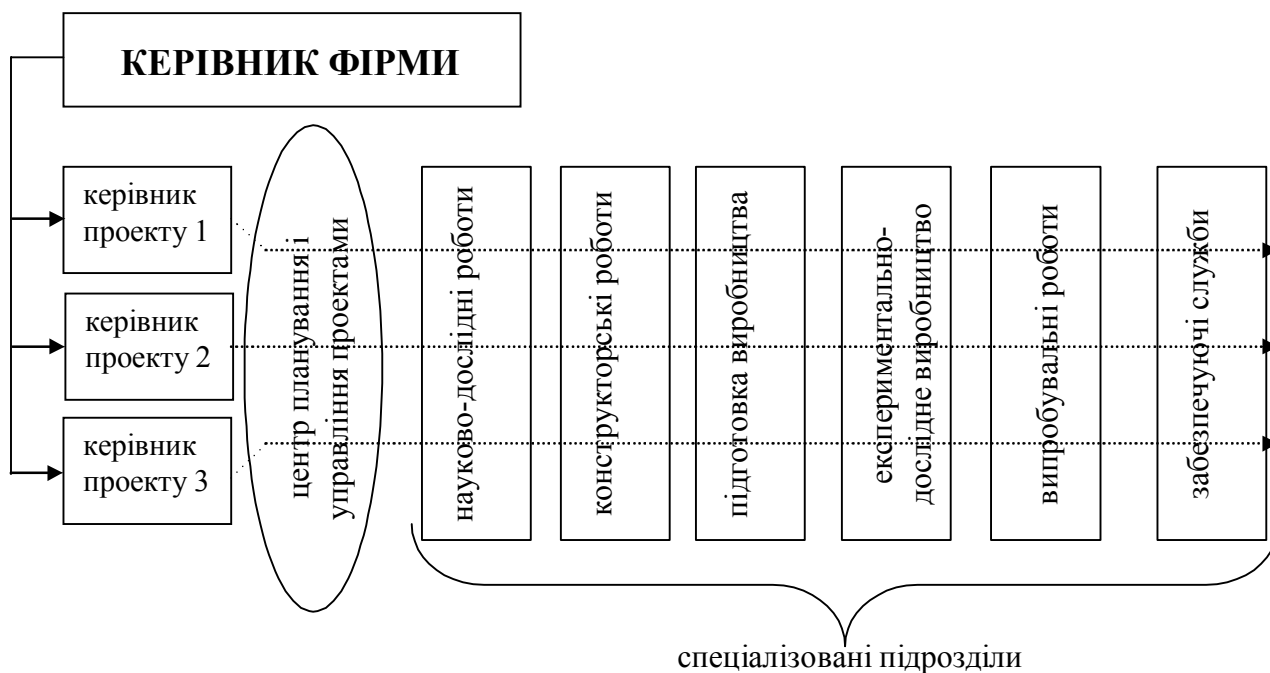 КЕРІВНИК ФІРМИ
керівник
проекту 1
керівник
проекту 2
керівник
проекту 3
центр планування і
управління проектами
науково-дослідні роботи
конструкторські роботи
підготовка виробництва
експериментально-
дослідне виробництво
випробувальні роботи
забезпечуючі служби
спеціалізовані підрозділи